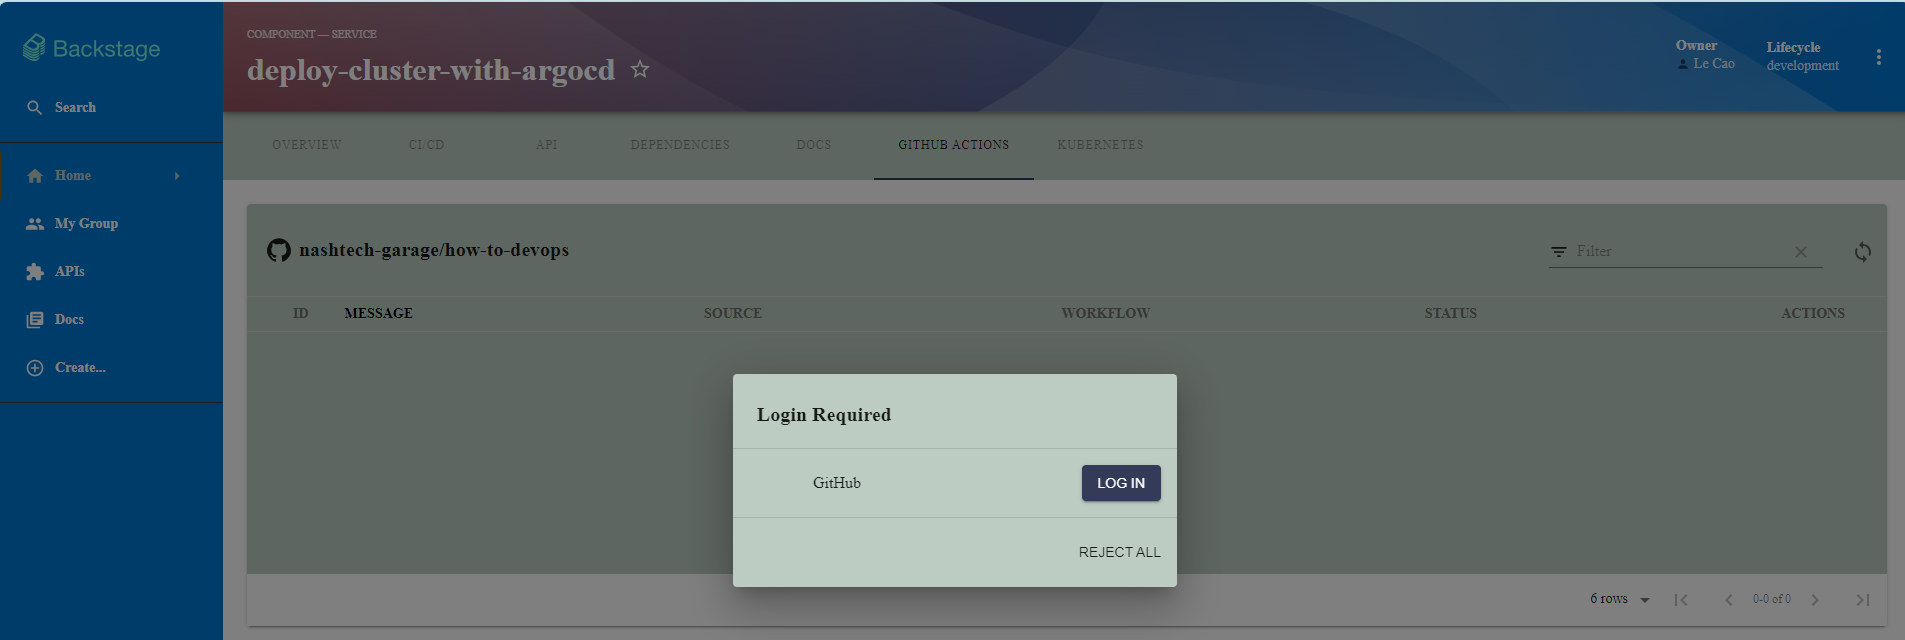 Backstage
Search
Home
My Group
APIs
Docs
Create...
COMPONENT — SERVICE
deploy-cluster-with-argocd
Owner
Le Cao
Lifecycle
development
OVERVIEW CI/CD API DEPENDENCIES DOCS GITHUB ACTIONS KUBERNETES
nashtech-garage/how-to-devops
Filter
ID MESSAGE SOURCE WORKFLOW STATUS ACTIONS
Login Required
GitHub LOG IN
REJECT ALL
6 rows 0-0 of 0